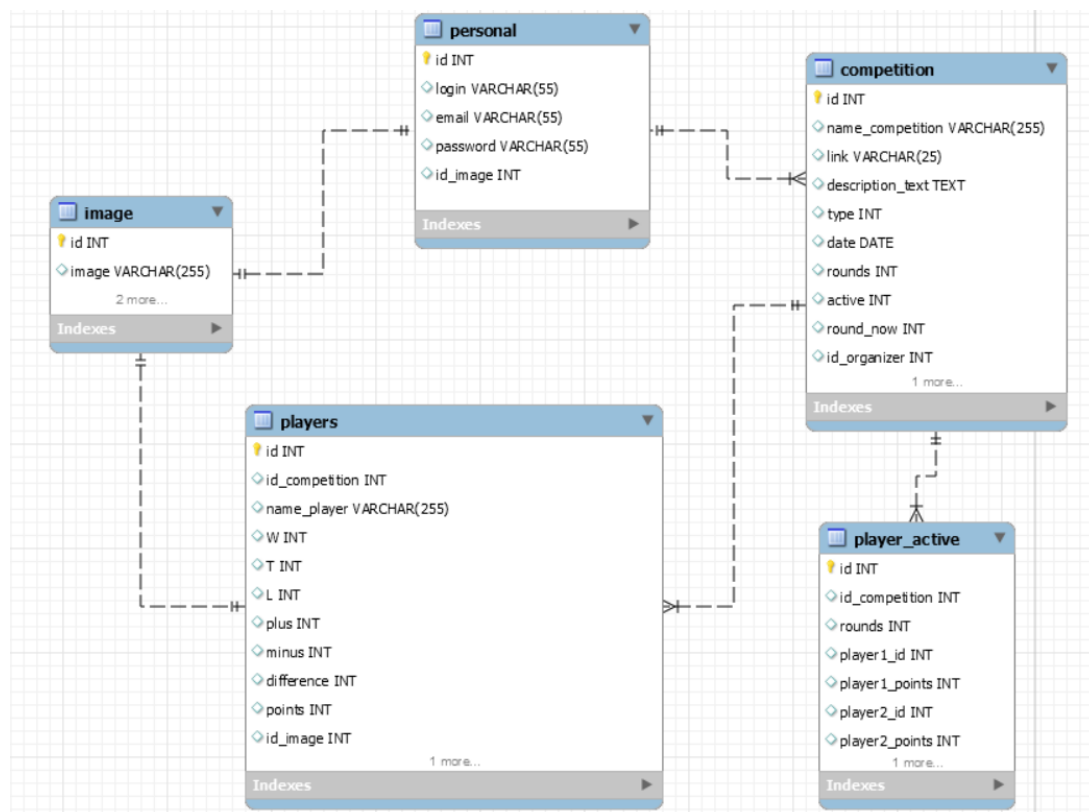 personal
id INT
login VARCHAR(55)
email VARCHAR(55)
password VARCHAR(55)
id_image INT
Indexes
competition
id INT
name_competition VARCHAR(255)
link VARCHAR(25)
description_text TEXT
type INT
date DATE
rounds INT
active INT
round_now INT
id_organizer INT
1 more...
Indexes
image
id INT
image VARCHAR(255)
2 more...
Indexes
players
id INT
id_competition INT
name_player VARCHAR(255)
W INT
T INT
L INT
plus INT
minus INT
difference INT
points INT
id_image INT
1 more...
Indexes
player_active
id INT
id_competition INT
rounds INT
player1_id INT
player1_points INT
player2_id INT
player2_points INT
1 more...
Indexes